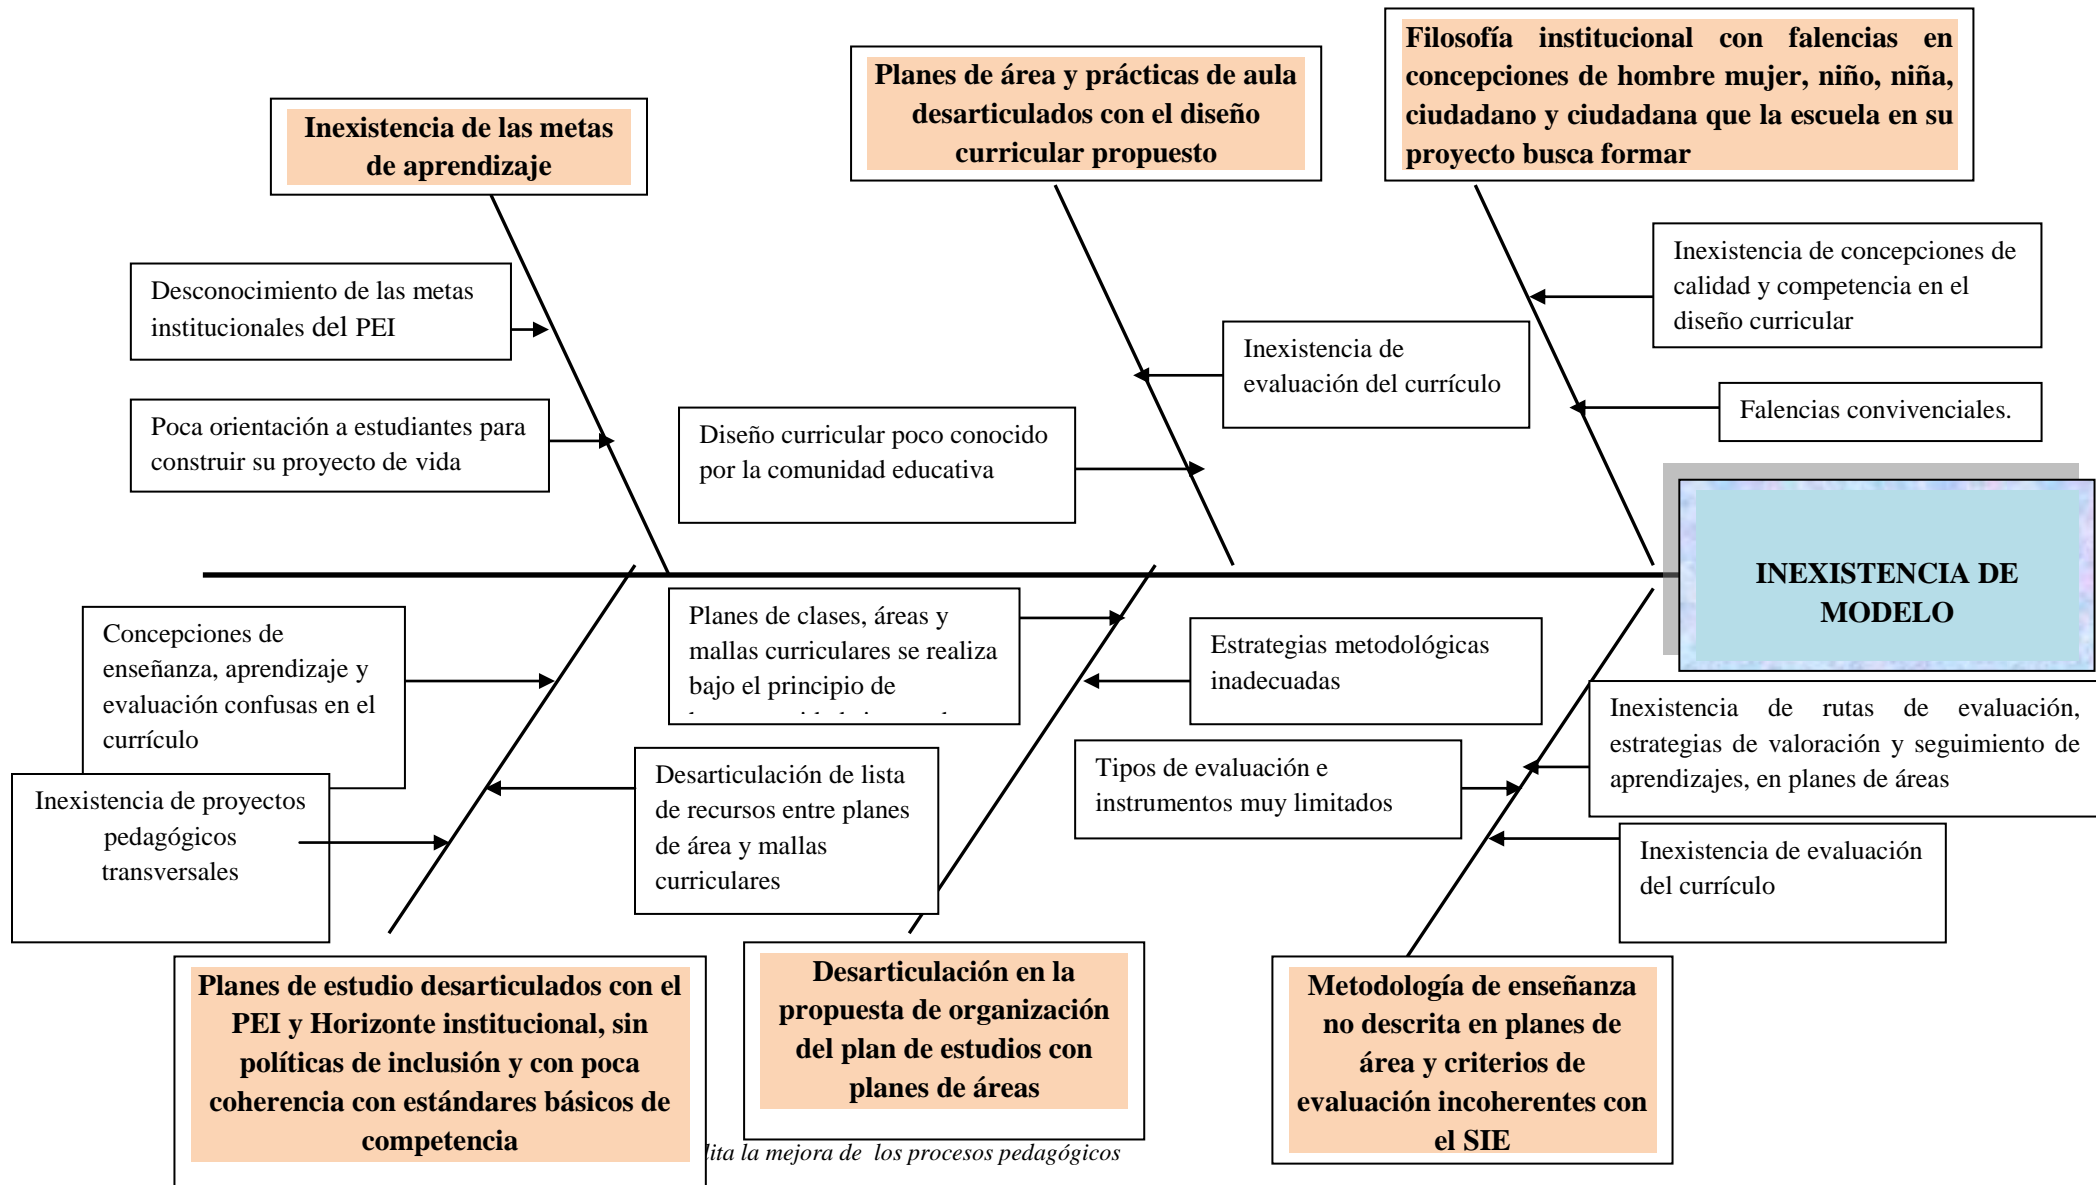 Filosofía institucional con falencias en
concepciones de hombre mujer, niño, niña,
ciudadano y ciudadana que la escuela en su
proyecto busca formar
Planes de área y prácticas de aula
desarticulados con el diseño
curricular propuesto
Inexistencia de las metas
de aprendizaje
Inexistencia de concepciones de
calidad y competencia en el
diseño curricular
Desconocimiento de las metas
institucionales del PEI
Inexistencia de
evaluación del currículo
Falencias convivenciales.
Poca orientación a estudiantes para
construir su proyecto de vida
Diseño curricular poco conocido
por la comunidad educativa
INEXISTENCIA DE
MODELO
Concepciones de
enseñanza, aprendizaje y
evaluación confusas en el
currículo
Planes de clases, áreas y
mallas curriculares se realiza
bajo el principio de
Estrategias metodológicas
inadecuadas
Inexistencia de rutas de evaluación,
estrategias de valoración y seguimiento de
aprendizajes, en planes de áreas
Inexistencia de proyectos
pedagógicos
transversales
Desarticulación de lista
de recursos entre planes
de área y mallas
curriculares
Tipos de evaluación e
instrumentos muy limitados
Inexistencia de evaluación
del currículo
Planes de estudio desarticulados con el
PEI y Horizonte institucional, sin
políticas de inclusión y con poca
coherencia con estándares básicos de
competencia
Desarticulación en la
propuesta de organización
del plan de estudios con
planes de áreas
Metodología de enseñanza
no descrita en planes de
área y criterios de
evaluación incoherentes con
el SIE
la mejora de los procesos pedagógicos